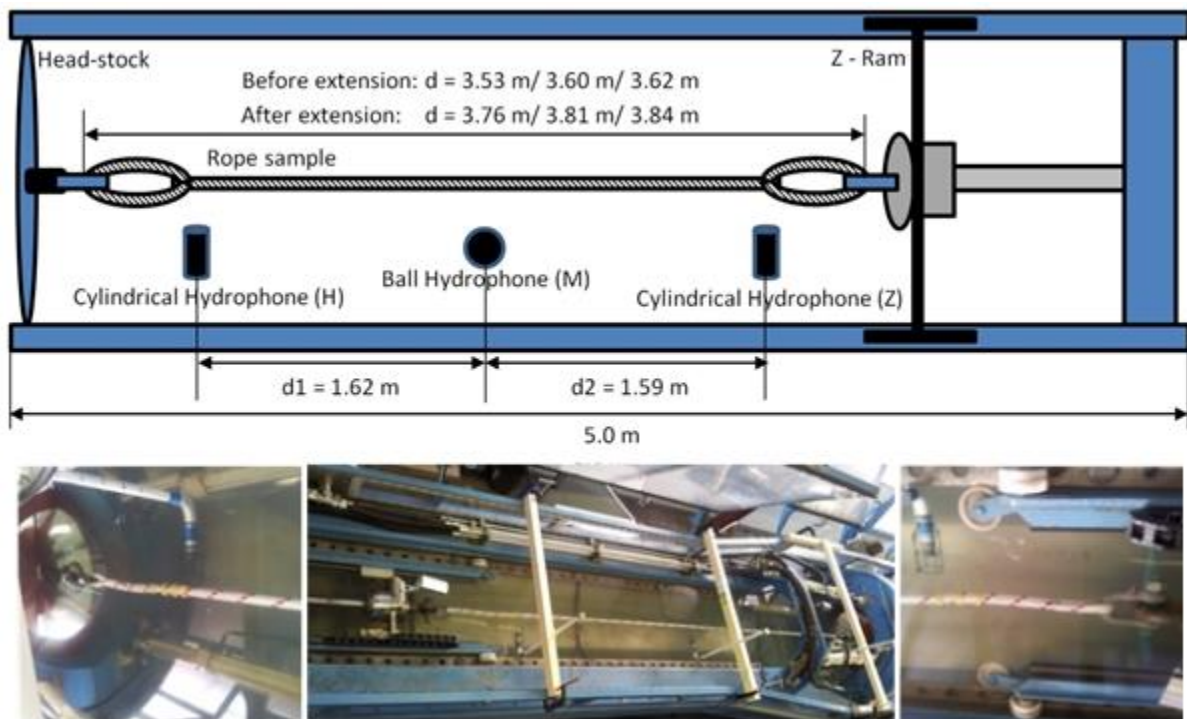 Head-stock
Z - Ram
Before extension: d = 3.53 m/ 3.60 m/ 3.62 m
After extension: d = 3.76 m/ 3.81 m/ 3.84 m
Rope sample
Ball Hydrophone (M)
Cylindrical Hydrophone (H)
Cylindrical Hydrophone (Z)
d1 = 1.62 m
d2 = 1.59 m
5.0 m